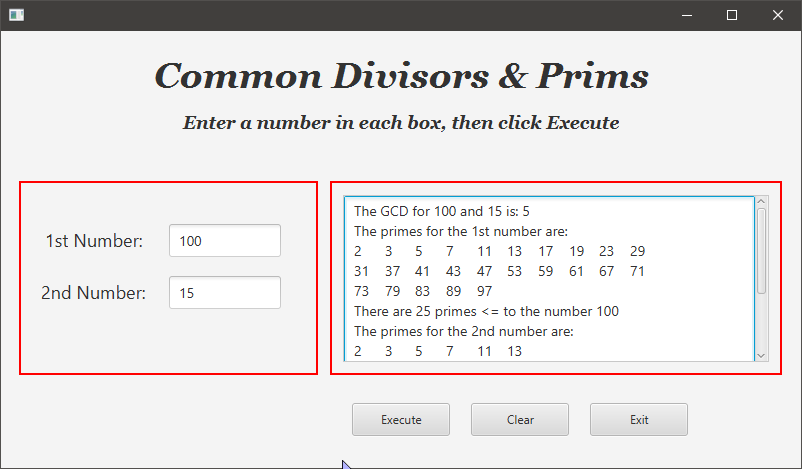 Common Divisors & Prims
Enter a number in each box, then click Execute
1st Number: 100
2nd Number: 15
The GCD for 100 and 15 is: 5
The primes for the 1st number are:
2 3 5 7 11 13 17 19 23 29
31 37 41 43 47 53 59 61 67 71
73 79 83 89 97
There are 25 primes <= to the number 100
The primes for the 2nd number are:
2 3 5 7 11 13
Execute Clear Exit